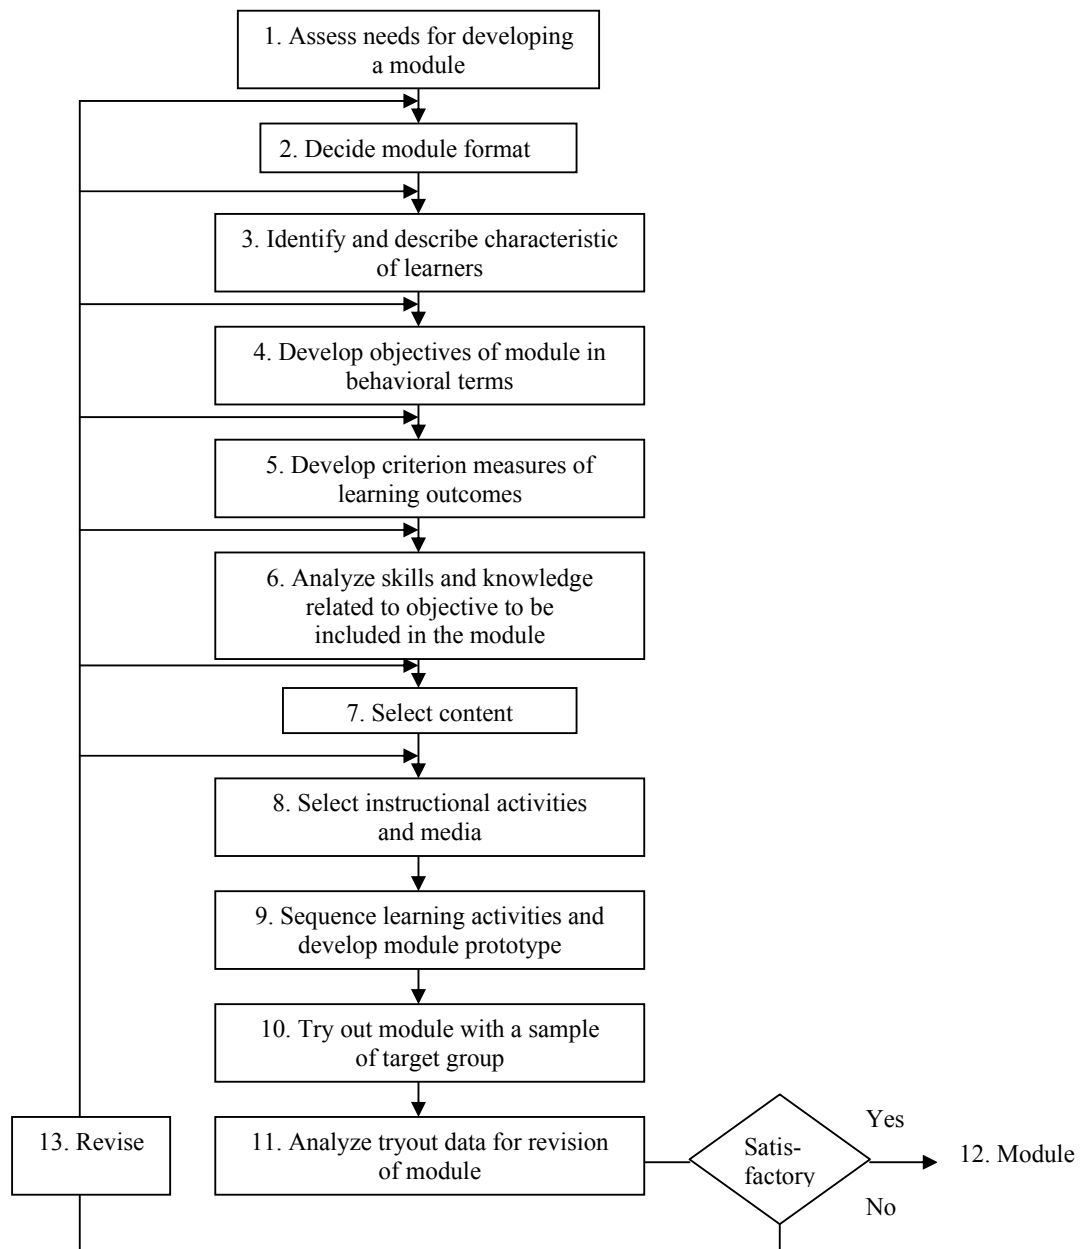 1. Assess needs for developing
a module
2. Decide module format
3. Identify and describe characteristic
of learners
4. Develop objectives of module in
behavioral terms
5. Develop criterion measures of
learning outcomes
6. Analyze skills and knowledge
related to objective to be
included in the module
7. Select content
8. Select instructional activities
and media
9. Sequence learning activities and
develop module prototype
10. Try out module with a sample
of target group
13. Revise
11. Analyze tryout data for revision
of module
Satis-
factory
Yes
12. Module
No